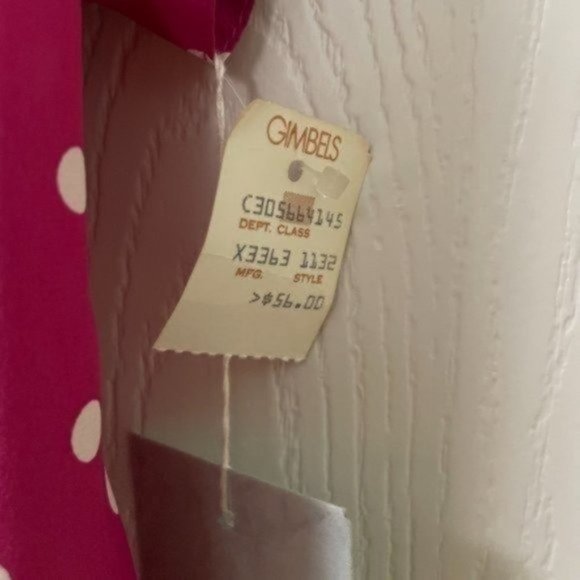 GIMBELS
C305664145
DEPT. CLASS
X3363 1132
MFG. STYLE
>$56.00